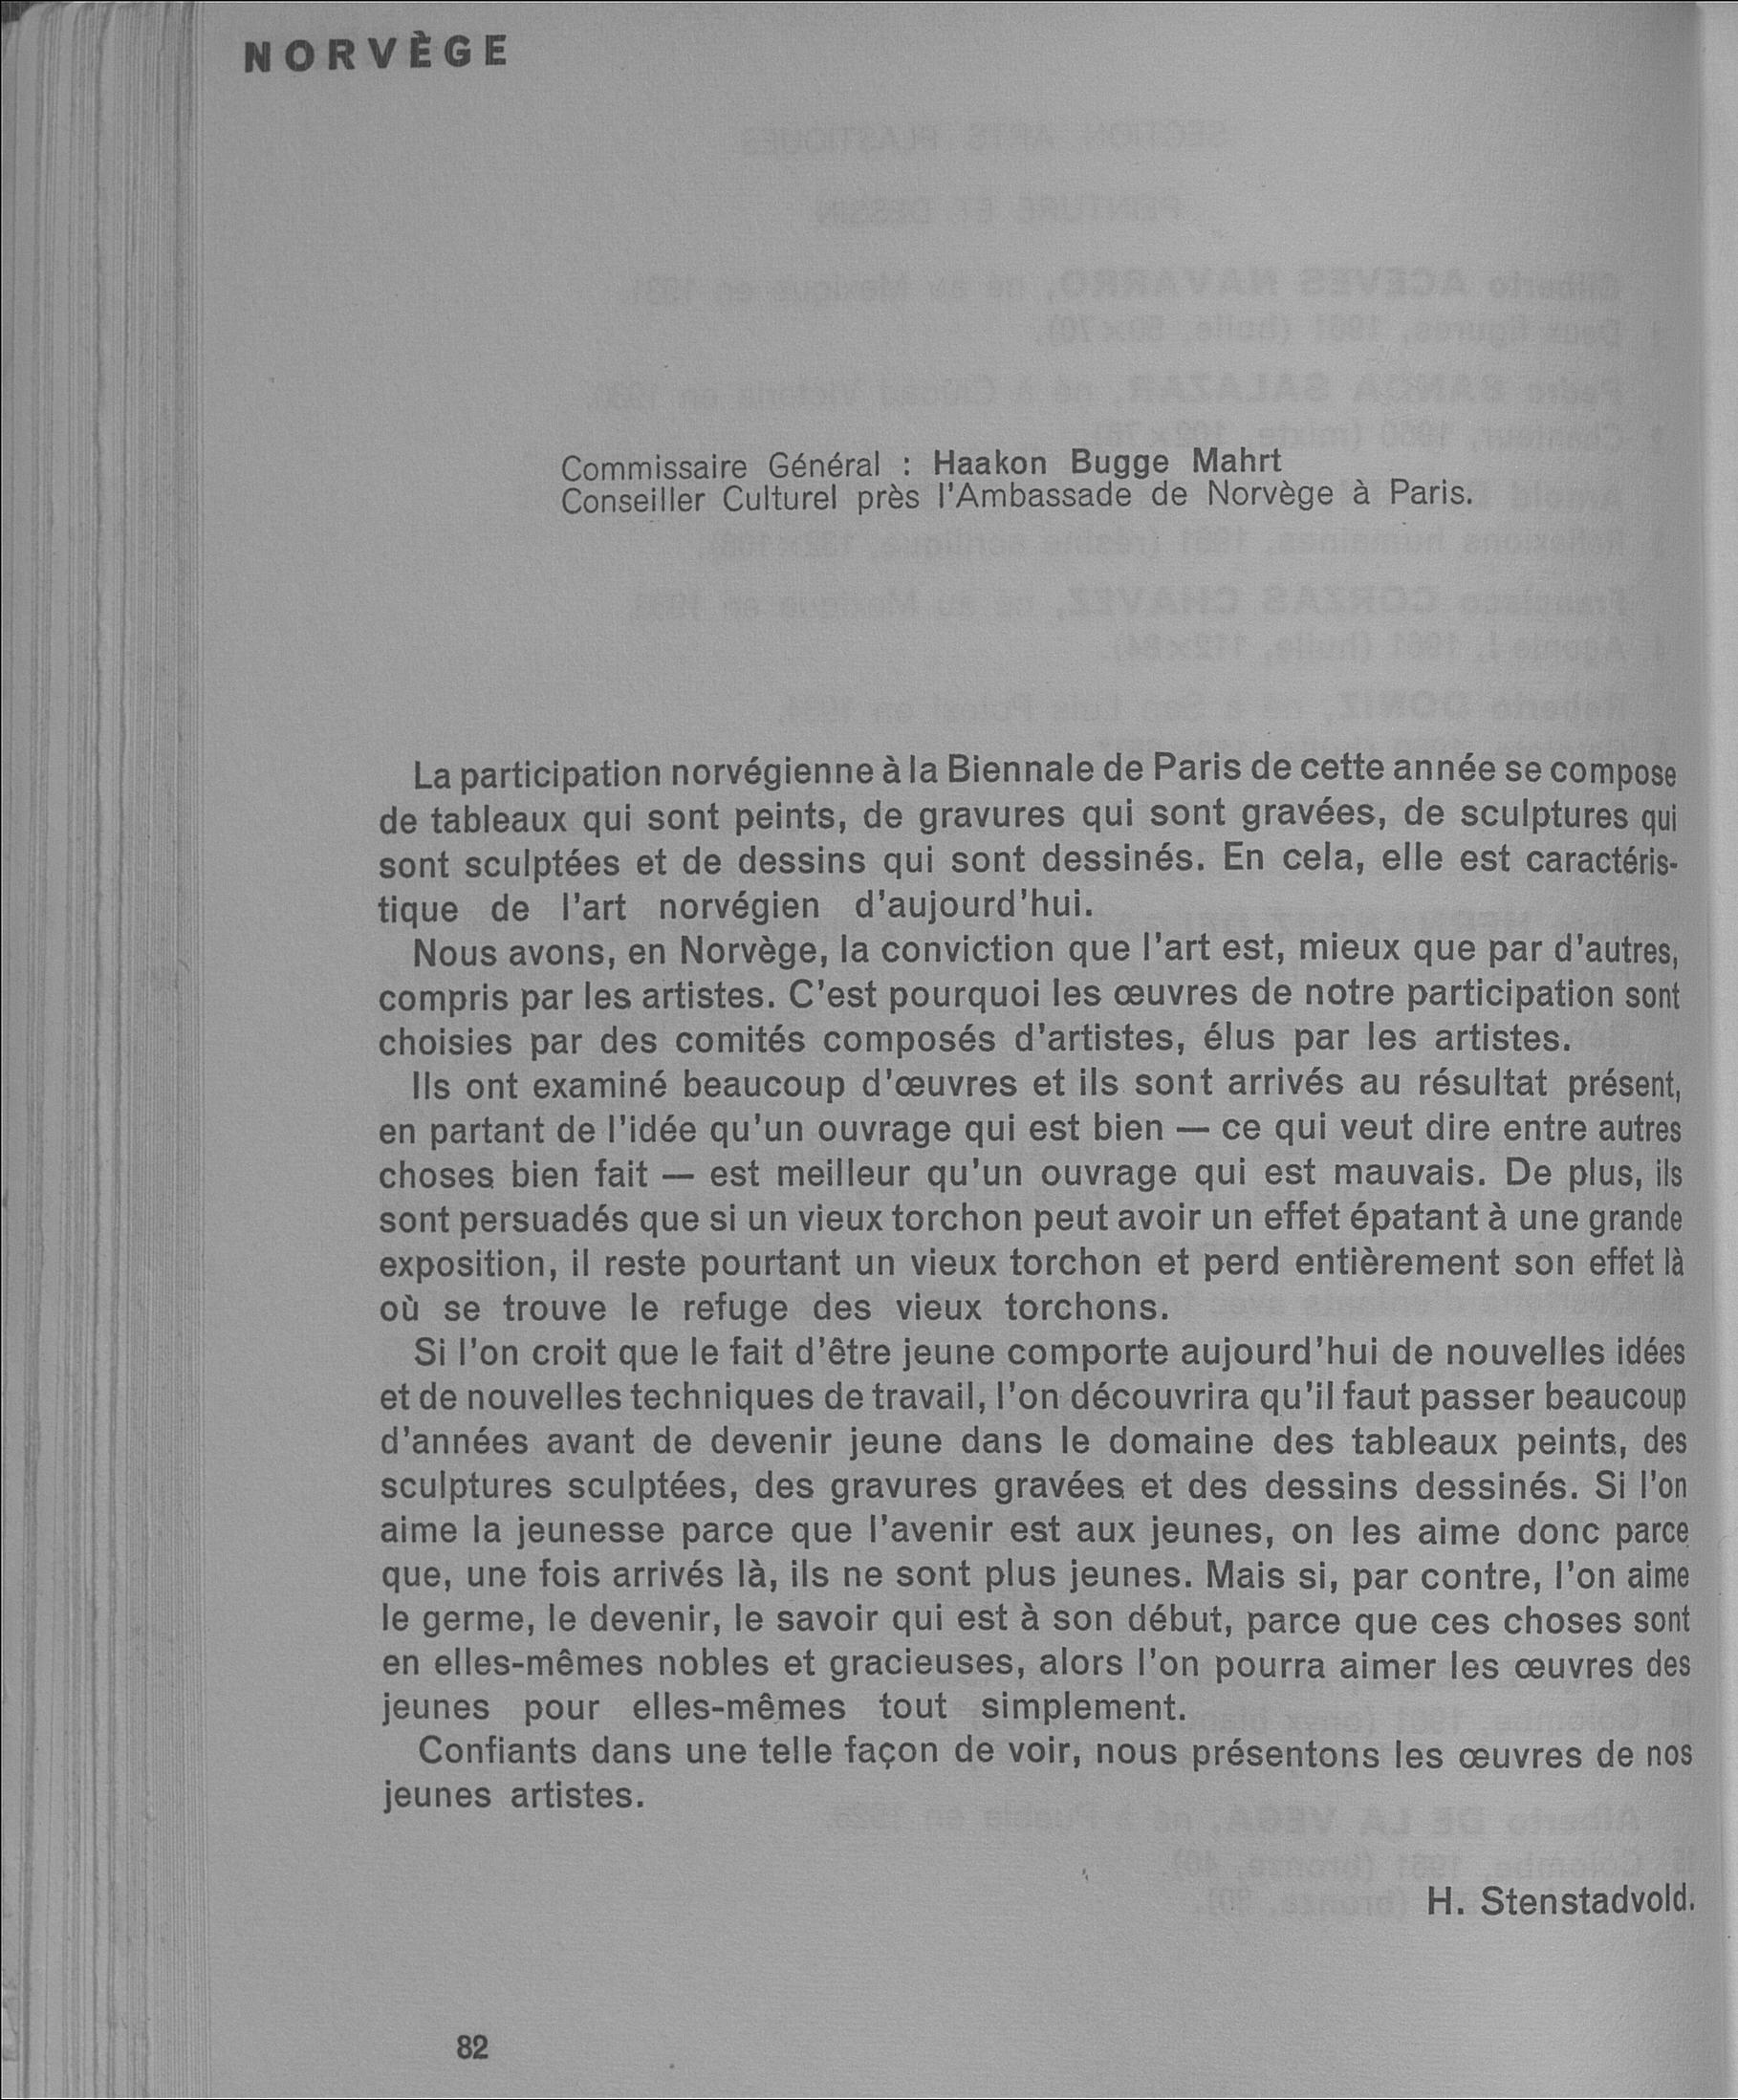 NORVÈGE
Commissaire Général : Haakon Bugge Mahrt
Conseiller Culturel près l'Ambassade de Norvège à Paris.
La participation norvégienne à la Biennale de Paris de cette année se compose
de tableaux qui sont peints, de gravures qui sont gravées, de sculptures qui
sont sculptées et de dessins qui sont dessinés. En cela, elle est caractéris-
tique de l'art norvégien d'aujourd'hui.
Nous avons, en Norvège, la conviction que l'art est, mieux que par d'autres,
compris par les artistes. C'est pourquoi les œuvres de notre participation sont
choisies par des comités composés d'artistes, élus par les artistes.
Ils ont examiné beaucoup d'œuvres et ils sont arrivés au résultat présent,
en partant de l'idée qu'un ouvrage qui est bien — ce qui veut dire entre autres
choses bien fait — est meilleur qu'un ouvrage qui est mauvais. De plus, ils
sont persuadés que si un vieux torchon peut avoir un effet épatant à une grande
exposition, il reste pourtant un vieux torchon et perd entièrement son effet là
où se trouve le refuge des vieux torchons.
Si l'on croit que le fait d'être jeune comporte aujourd'hui de nouvelles idées
et de nouvelles techniques de travail, l'on découvrira qu'il faut passer beaucoup
d'années avant de devenir jeune dans le domaine des tableaux peints, des
sculptures sculptées, des gravures gravées et des dessins dessinés. Si l'on
aime la jeunesse parce que l'avenir est aux jeunes, on les aime donc parce
que, une fois arrivés là, ils ne sont plus jeunes. Mais si, par contre, l'on aime
le germe, le devenir, le savoir qui est à son début, parce que ces choses sont
en elles-mêmes nobles et gracieuses, alors l'on pourra aimer les œuvres des
jeunes pour elles-mêmes tout simplement.
Confiants dans une telle façon de voir, nous présentons les œuvres de nos
jeunes artistes.
H. Stenstadvold.
82